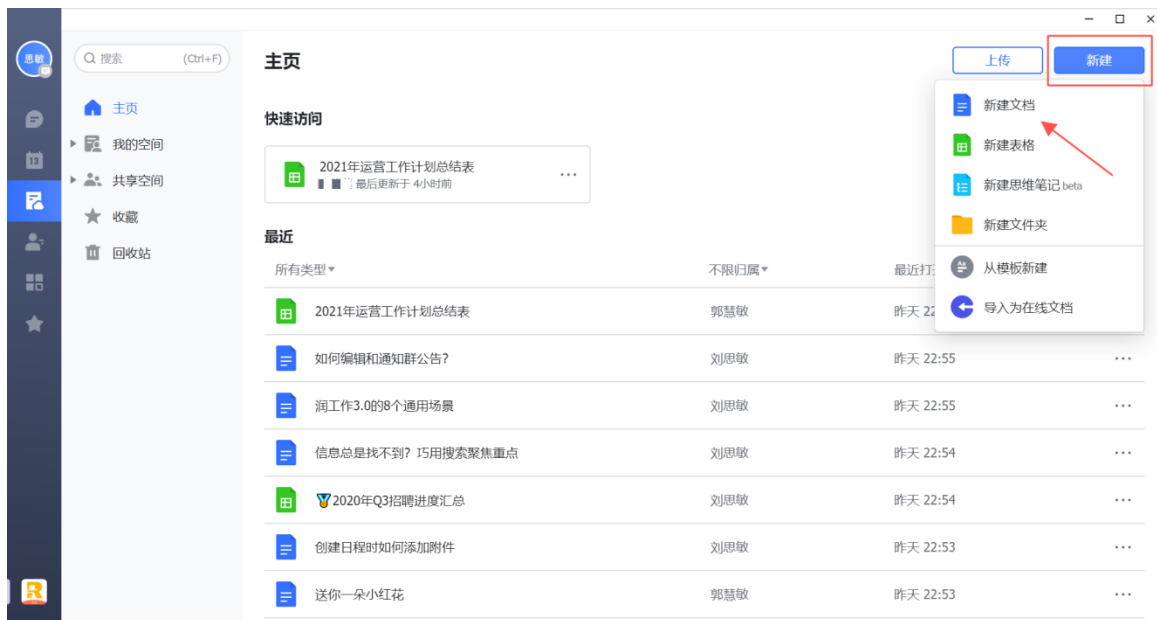 思敏
搜索 (Ctrl+F)
主页
上传
新建
主页
我的空间
共享空间
收藏
回收站
13
快速访问
2021年运营工作计划总结表
最后更新于 4小时前
新建文档
新建表格
新建思维笔记 beta
新建文件夹
从模板新建
导入为在线文档
最近
所有类型 不限归属 最近打
2021年运营工作计划总结表 郭慧敏 昨天 22
如何编辑和通知群公告? 刘思敏 昨天 22:55
润工作3.0的8个通用场景 刘思敏 昨天 22:55
信息总是找不到? 巧用搜索聚焦重点 刘思敏 昨天 22:54
2020年Q3招聘进度汇总 刘思敏 昨天 22:54
创建日程时如何添加附件 刘思敏 昨天 22:53
送你一朵小红花 郭慧敏 昨天 22:53
R